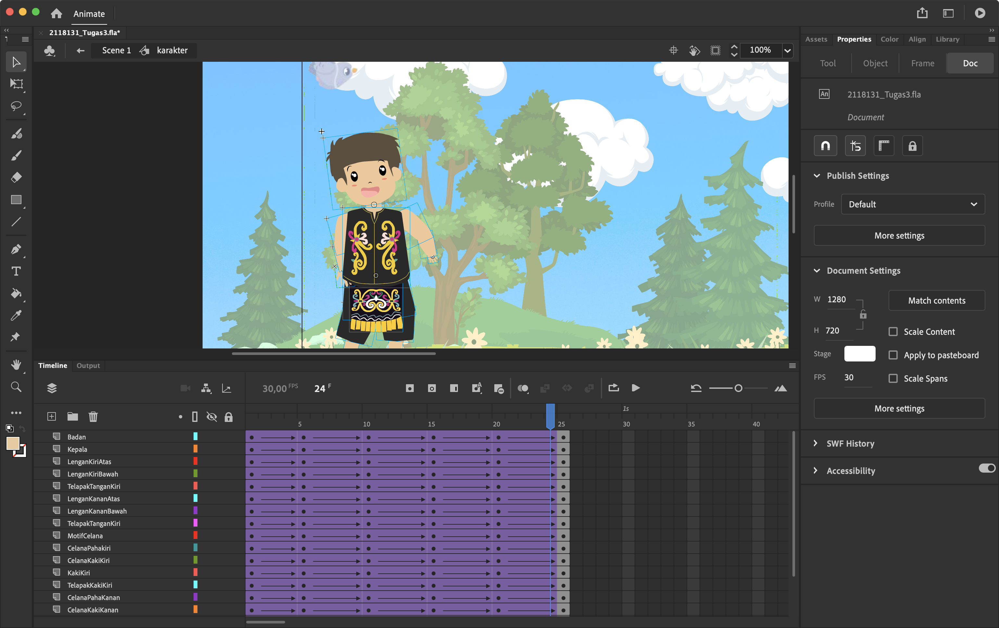 Animate
2118131_Tugas3.fla*
Scene 1 karakter
100%
Assets Properties Color Align Library
Tool Object Frame Doc
An 2118131_Tugas3.fla
Document
Publish Settings
Profile Default
More settings
Document Settings
W 1280 Match contents
H 720 Scale Content
Stage Apply to pasteboard
FPS 30 Scale Spans
More settings
SWF History
Accessibility
Timeline Output
30,00 FPS 24 F
1s
5 10 15 20 25 30 35 40
Badan
Kepala
LenganKiriAtas
LenganKiriBawah
TelapakTanganKiri
LenganKananAtas
LenganKananBawah
TelapakTanganKiri
MotifCelana
CelanaPahakiri
CelanaKakiKiri
KakiKiri
TelapakKakiKiri
CelanaPahaKanan
CelanaKakiKanan